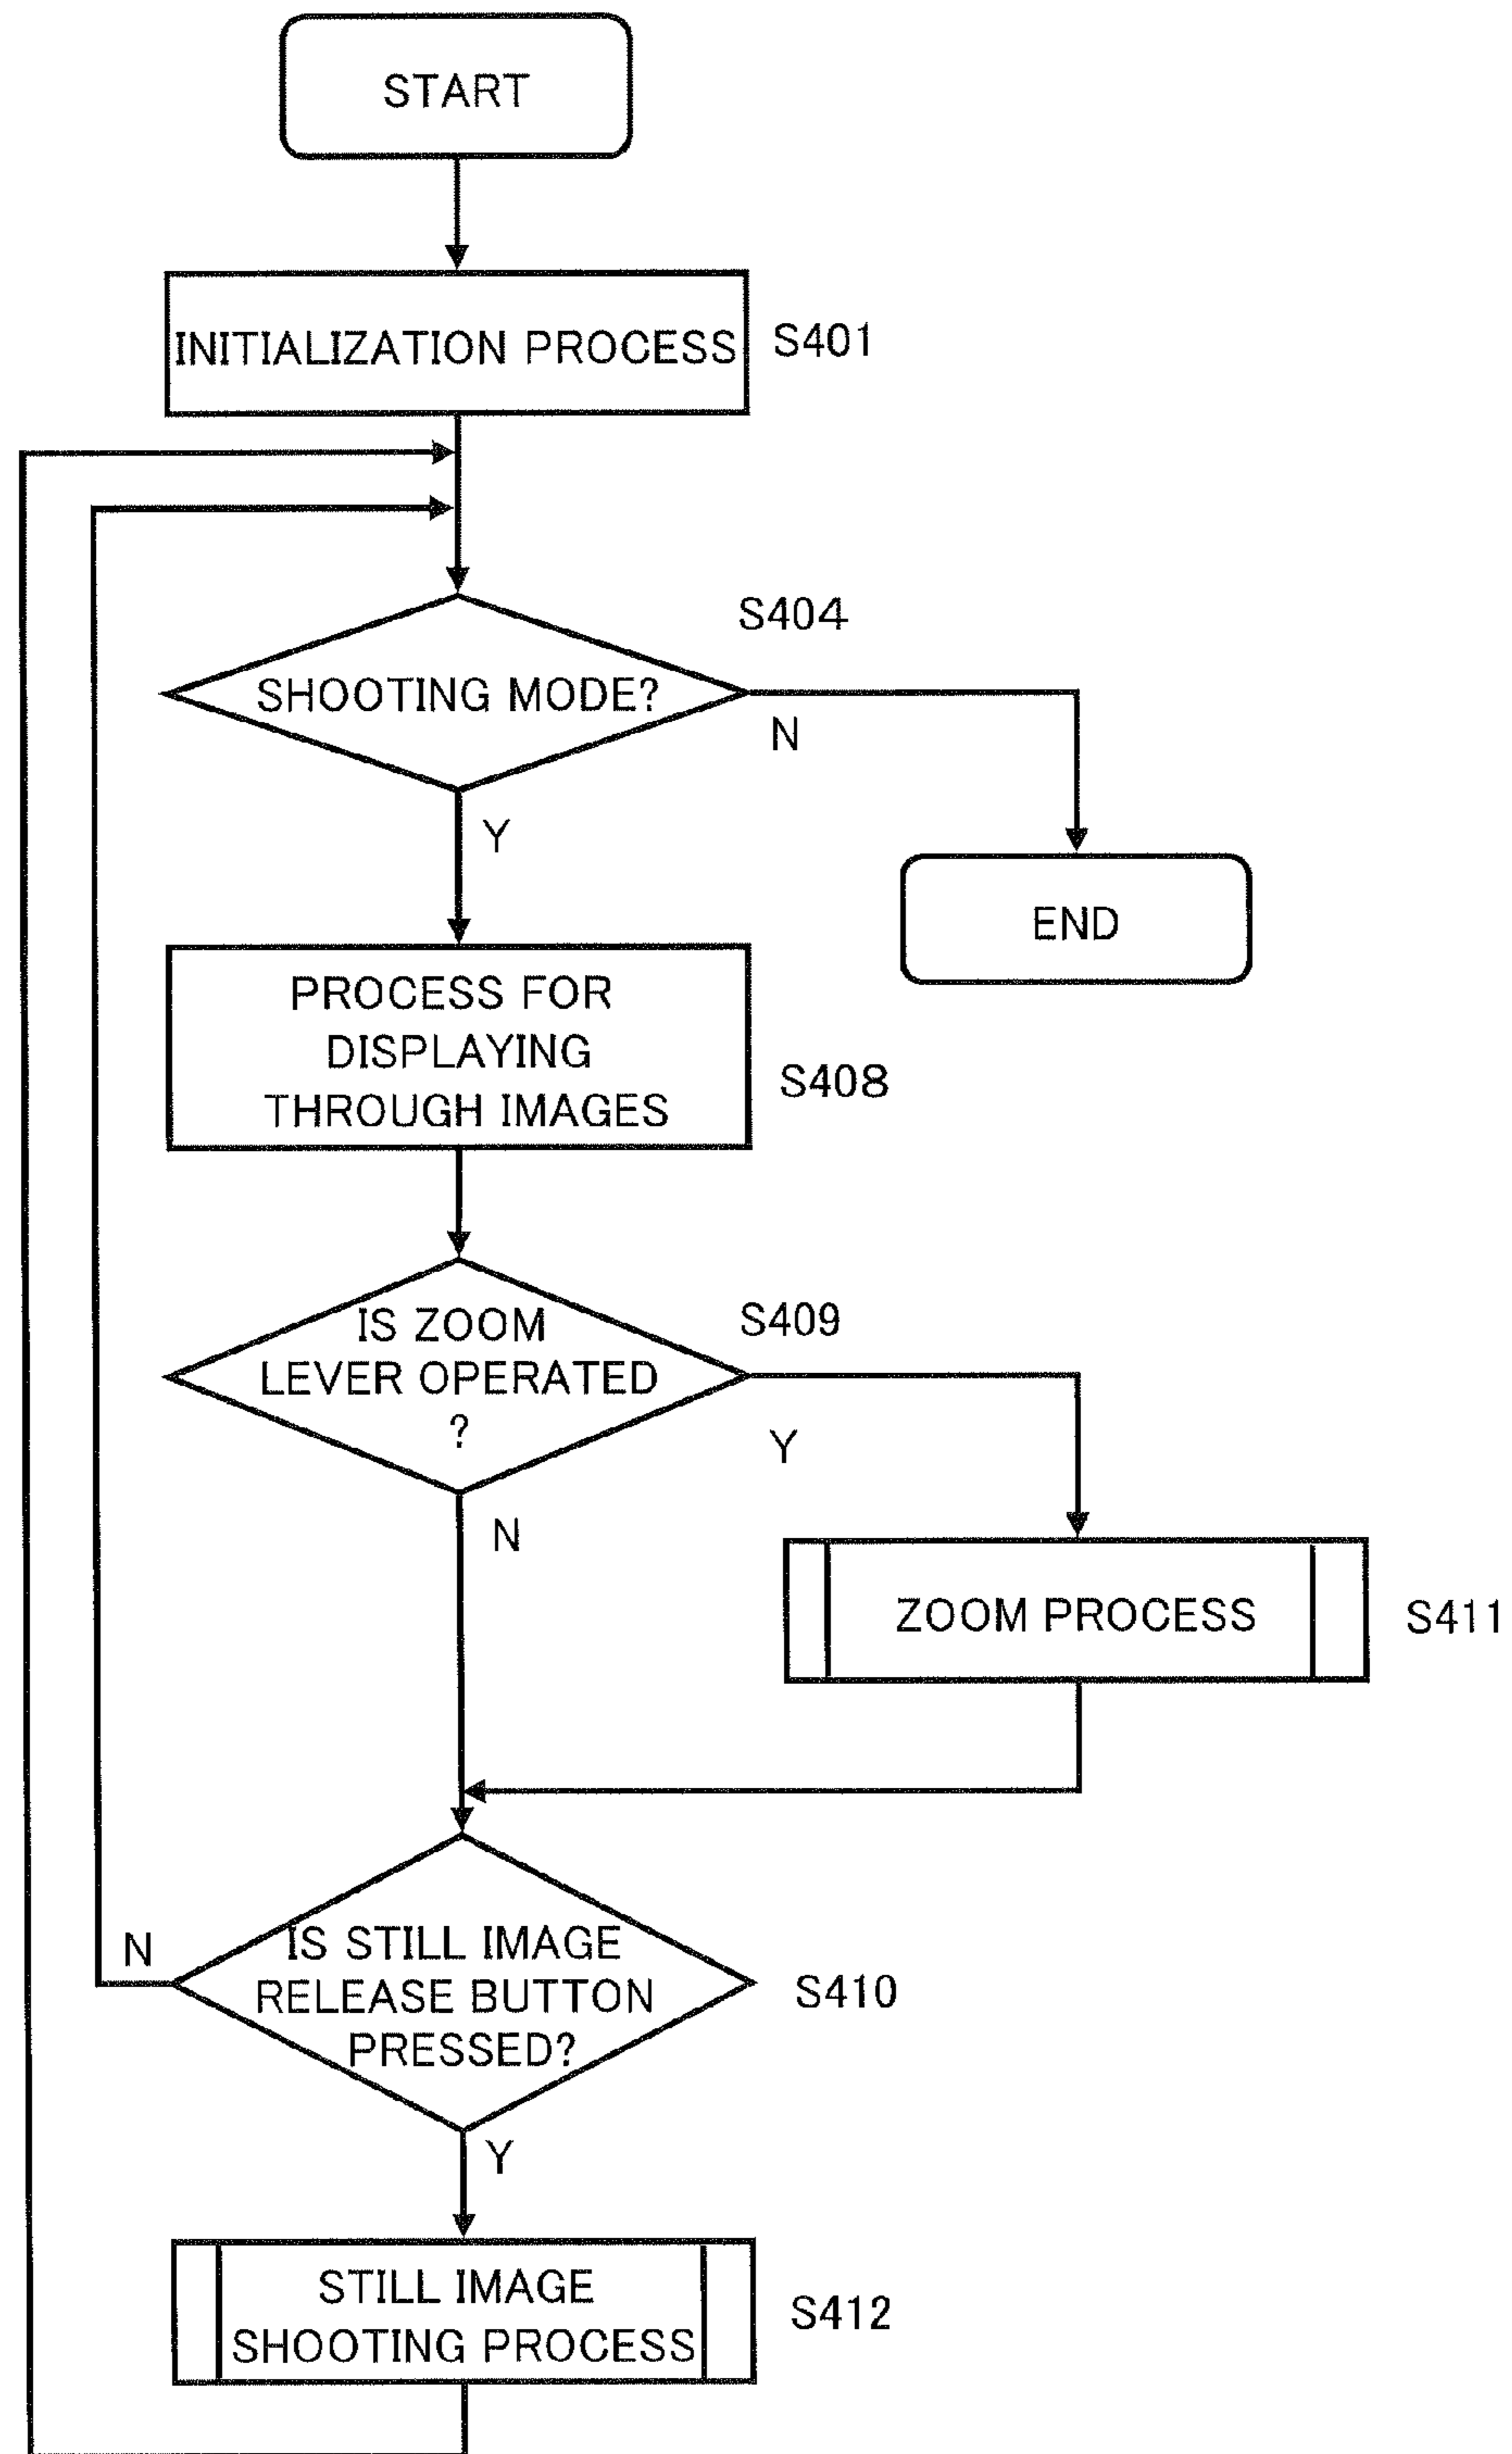 START
INITIALIZATION PROCESS
S401
S404
SHOOTING MODE?
N
Y
END
PROCESS FOR
DISPLAYING
THROUGH IMAGES
S408
IS ZOOM
LEVER OPERATED
?
S409
Y
N
ZOOM PROCESS
S411
N
IS STILL IMAGE
RELEASE BUTTON
PRESSED?
S410
Y
STILL IMAGE
SHOOTING PROCESS
S412